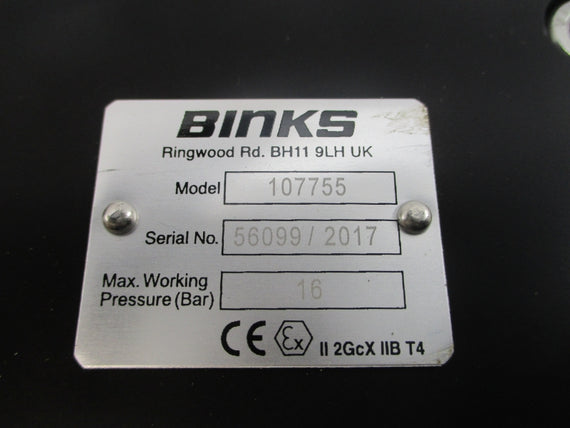 BINKS
Ringwood Rd. BH11 9LH UK
Model 107755
Serial No. 56099 / 2017
Max. Working
Pressure (Bar) 16
CE Ex II 2GcX IIB T4